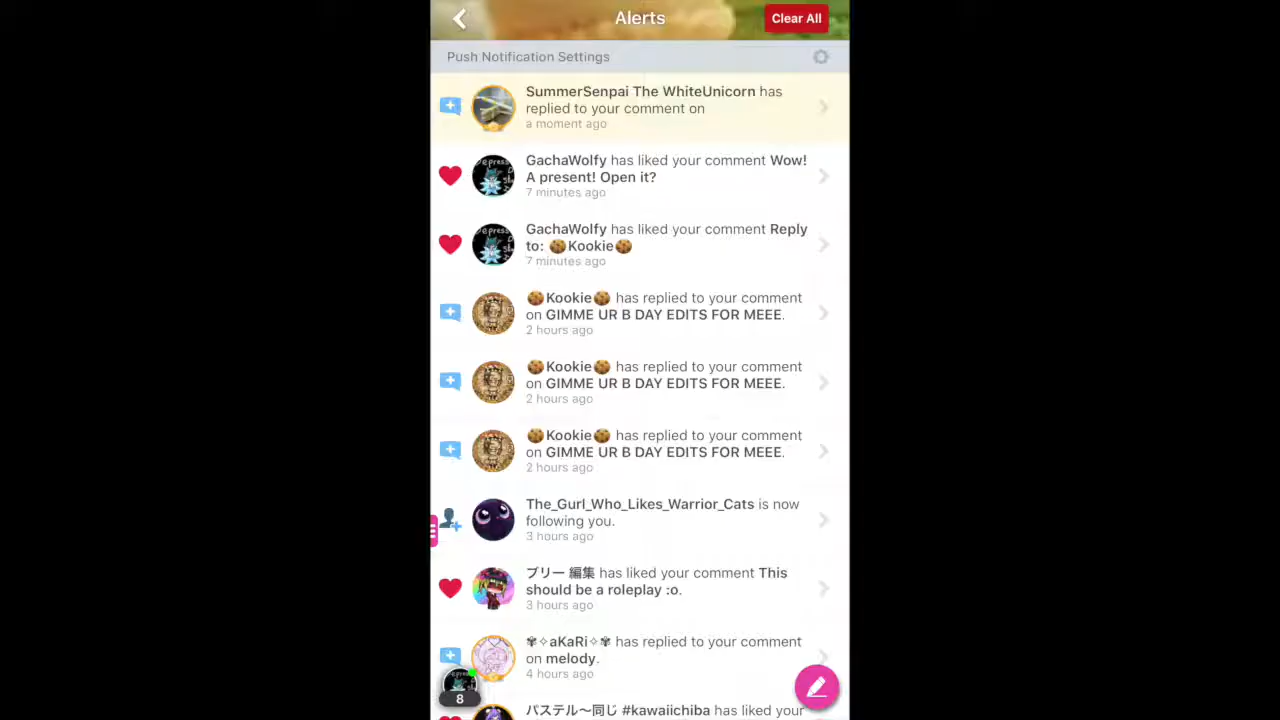 Alerts
Clear All
Push Notification Settings
SummerSenpai The WhiteUnicorn has
replied to your comment on
a moment ago
GachaWolfy has liked your comment Wow!
A present! Open it?
7 minutes ago
GachaWolfy has liked your comment Reply
to: 🍪Kookie🍪
7 minutes ago
🍪Kookie🍪 has replied to your comment
on GIMME UR B DAY EDITS FOR MEEE.
2 hours ago
🍪Kookie🍪 has replied to your comment
on GIMME UR B DAY EDITS FOR MEEE.
2 hours ago
🍪Kookie🍪 has replied to your comment
on GIMME UR B DAY EDITS FOR MEEE.
2 hours ago
The_Gurl_Who_Likes_Warrior_Cats is now
following you.
3 hours ago
ブリー 編集 has liked your comment This
should be a roleplay :o.
3 hours ago
✾✧aKaRi✧✾ has replied to your comment
on melody.
4 hours ago
8
パステル〜同じ #kawaiichiba has liked your